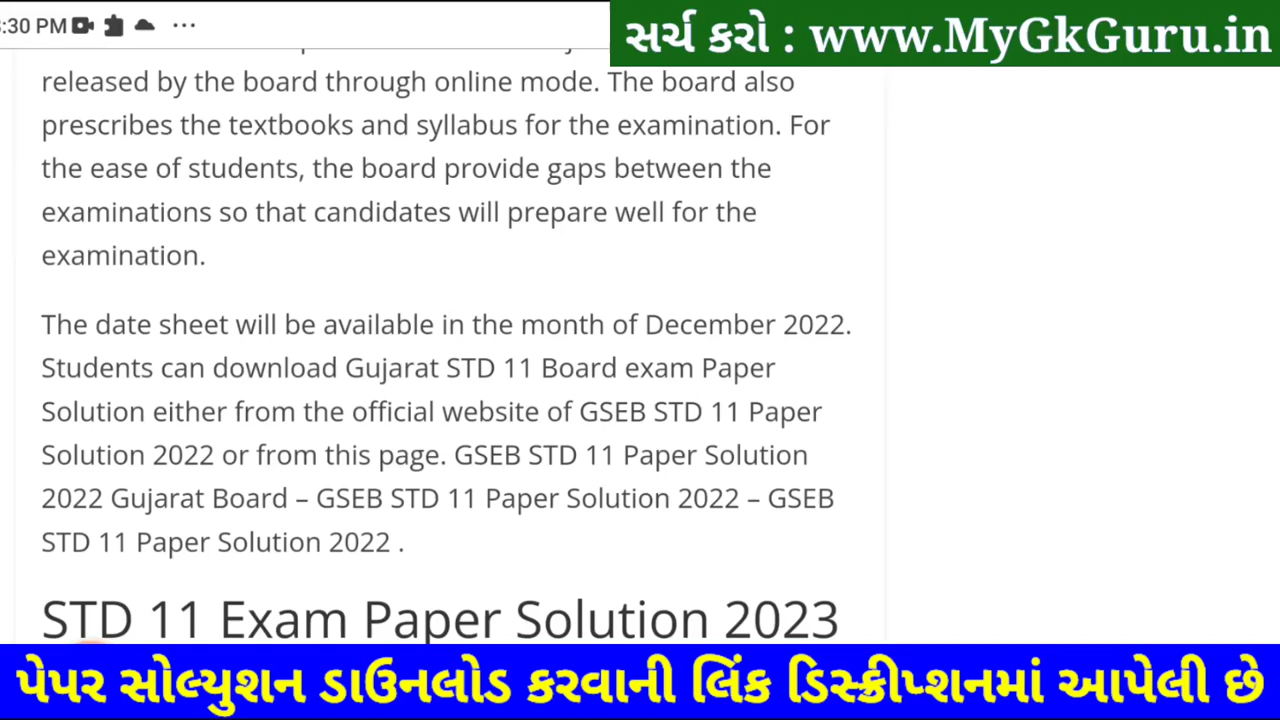 :30 PM
સર્ચ કરો : www.MyGkGuru.in
released by the board through online mode. The board also
prescribes the textbooks and syllabus for the examination. For
the ease of students, the board provide gaps between the
examinations so that candidates will prepare well for the
examination.
The date sheet will be available in the month of December 2022.
Students can download Gujarat STD 11 Board exam Paper
Solution either from the official website of GSEB STD 11 Paper
Solution 2022 or from this page. GSEB STD 11 Paper Solution
2022 Gujarat Board – GSEB STD 11 Paper Solution 2022 – GSEB
STD 11 Paper Solution 2022 .
STD 11 Exam Paper Solution 2023
પેપર સોલ્યુશન ડાઉનલોડ કરવાની લિંક ડિસ્ક્રીપ્શનમાં આપેલી છે